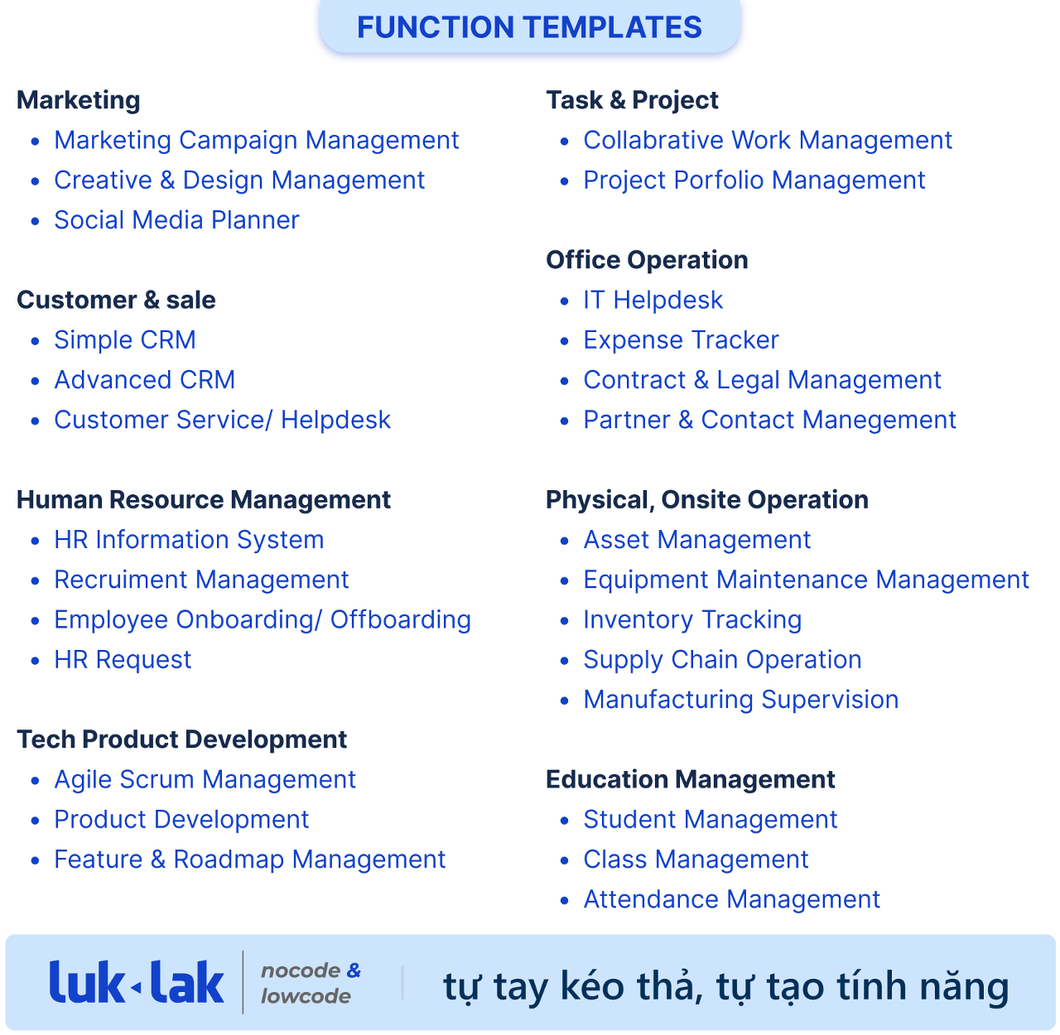 FUNCTION TEMPLATES
Marketing
• Marketing Campaign Management
• Creative & Design Management
• Social Media Planner
Customer & sale
• Simple CRM
• Advanced CRM
• Customer Service/ Helpdesk
Human Resource Management
• HR Information System
• Recruiment Management
• Employee Onboarding/ Offboarding
• HR Request
Tech Product Development
• Agile Scrum Management
• Product Development
• Feature & Roadmap Management
Task & Project
• Collabrative Work Management
• Project Porfolio Management
Office Operation
• IT Helpdesk
• Expense Tracker
• Contract & Legal Management
• Partner & Contact Manegement
Physical, Onsite Operation
• Asset Management
• Equipment Maintenance Management
• Inventory Tracking
• Supply Chain Operation
• Manufacturing Supervision
Education Management
• Student Management
• Class Management
• Attendance Management
luk lak
nocode &
lowcode
tự tay kéo thả, tự tạo tính năng